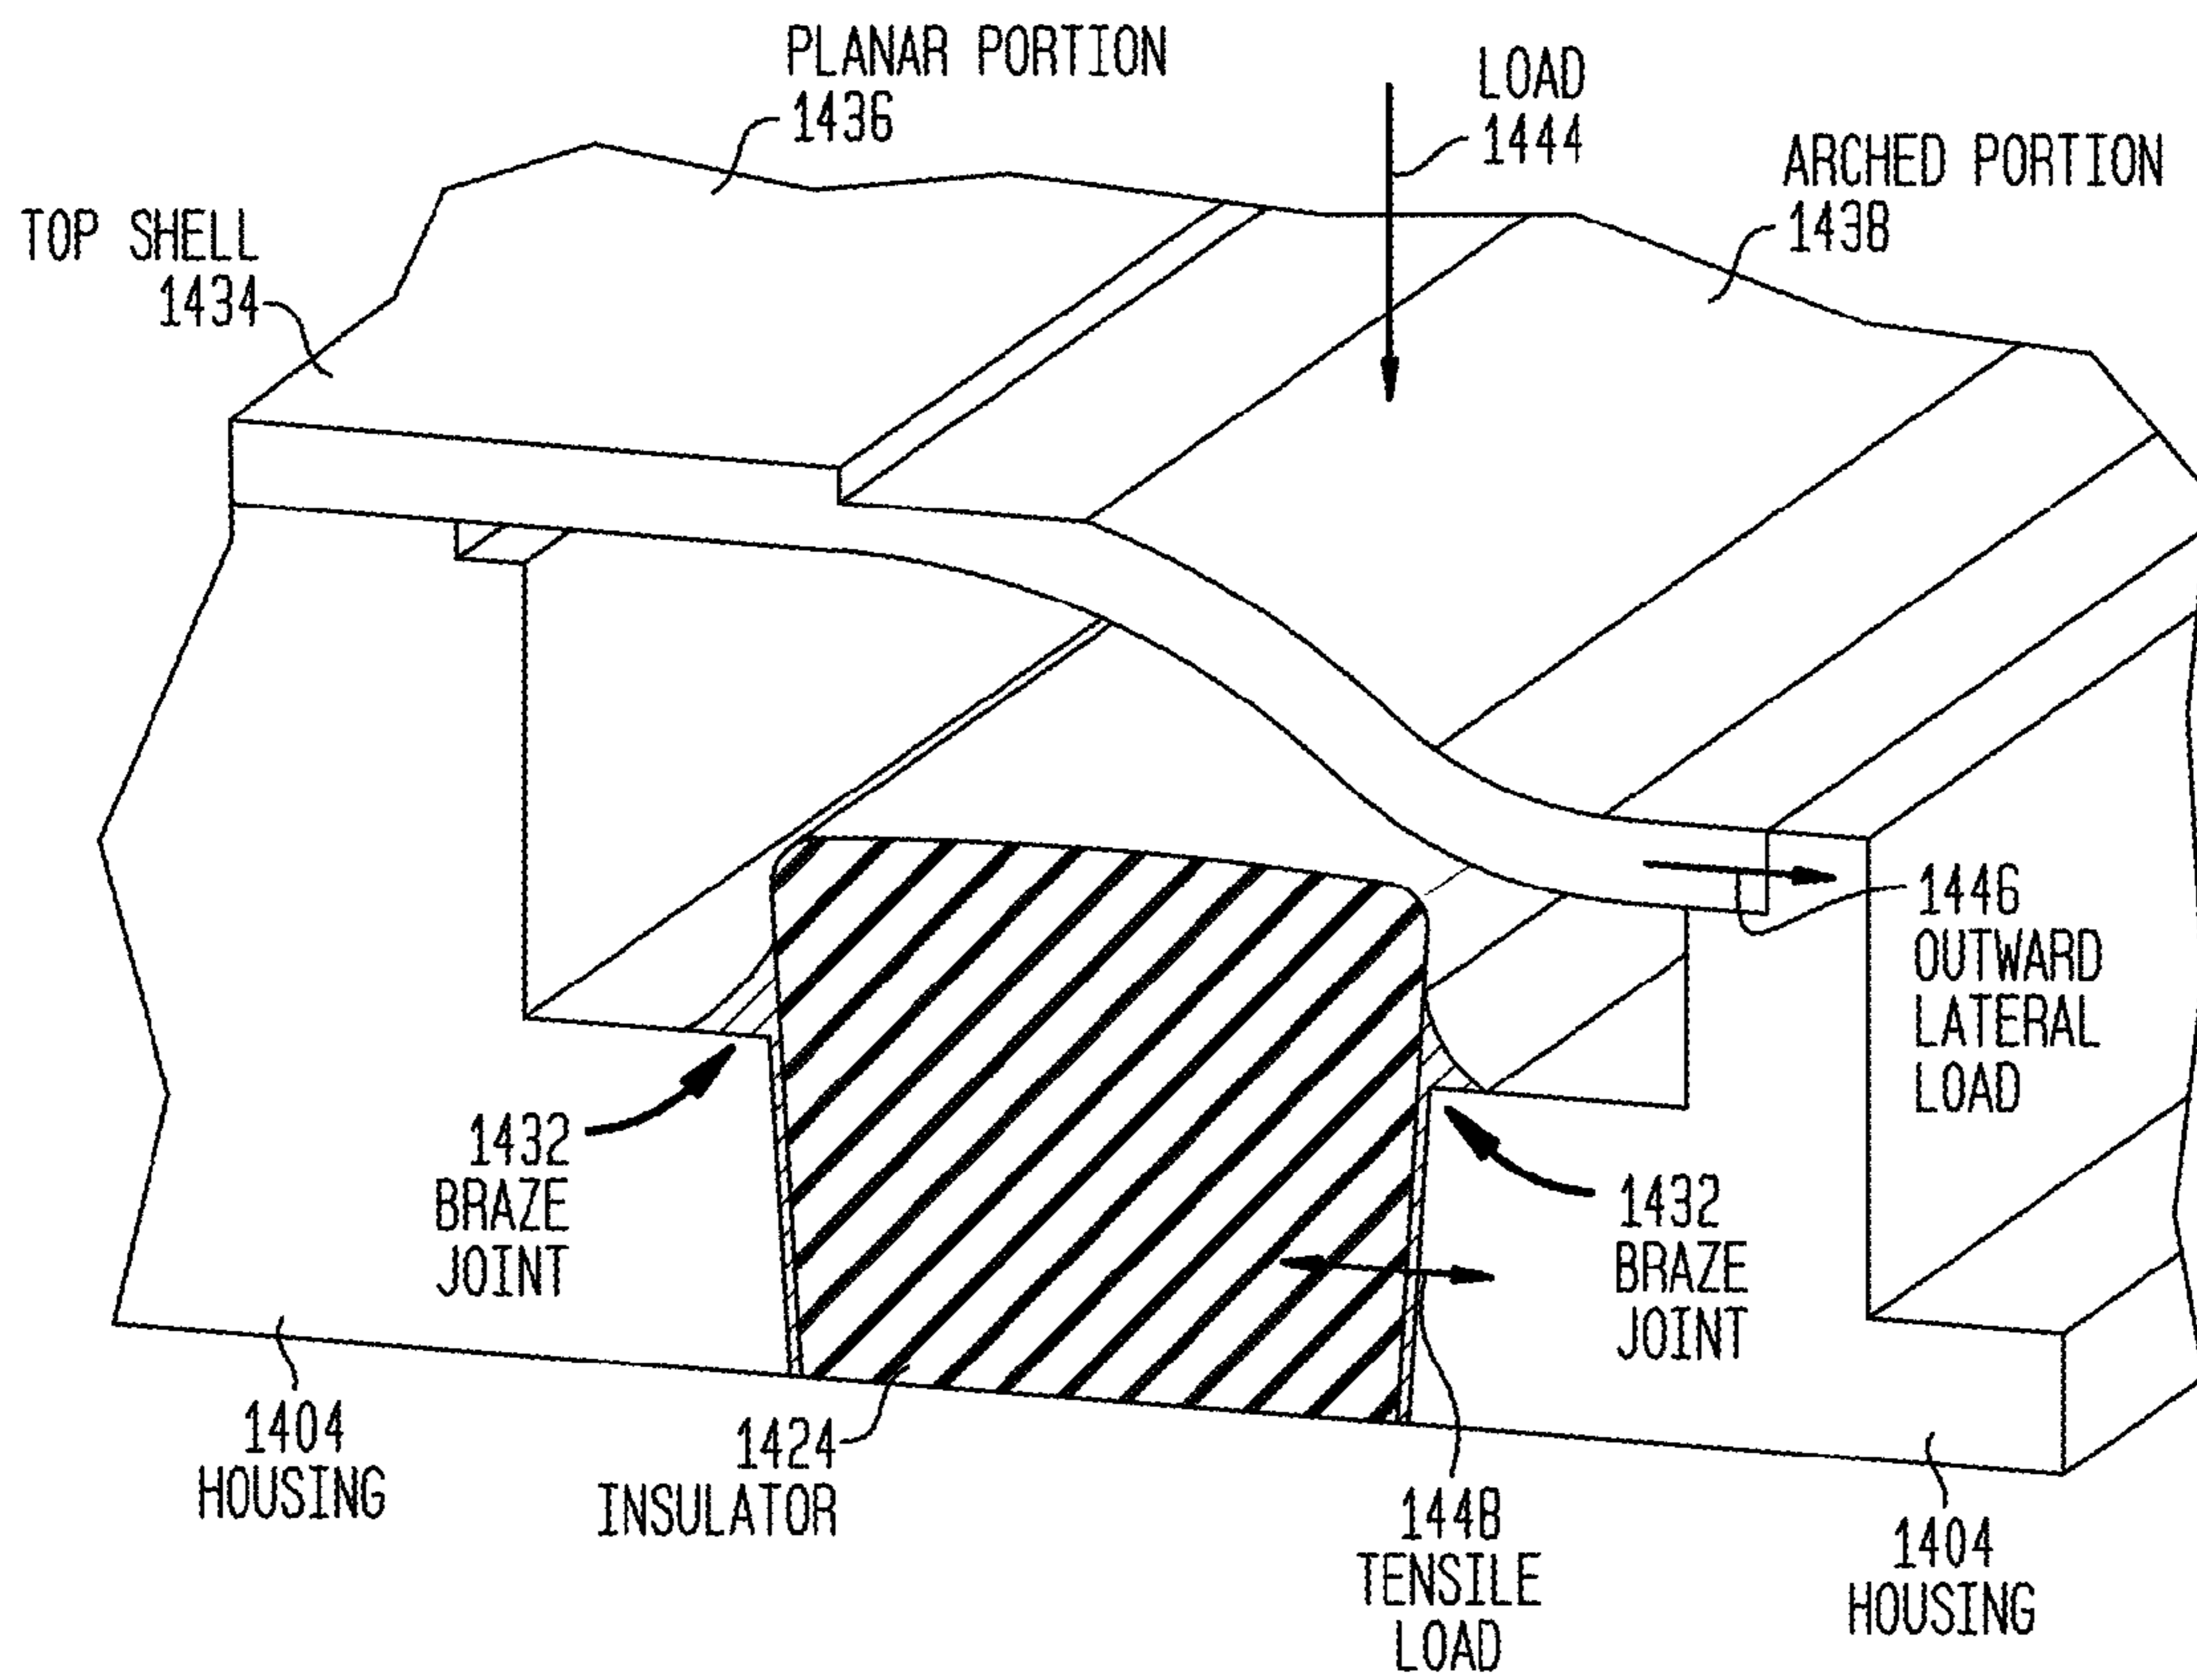 PLANAR PORTION
1436
LOAD
1444
ARCHED PORTION
1438
TOP SHELL
1434
1446
OUTWARD
LATERAL
LOAD
1432
BRAZE
JOINT
1432
BRAZE
JOINT
1404
HOUSING
1424
INSULATOR
1448
TENSILE
LOAD
1404
HOUSING